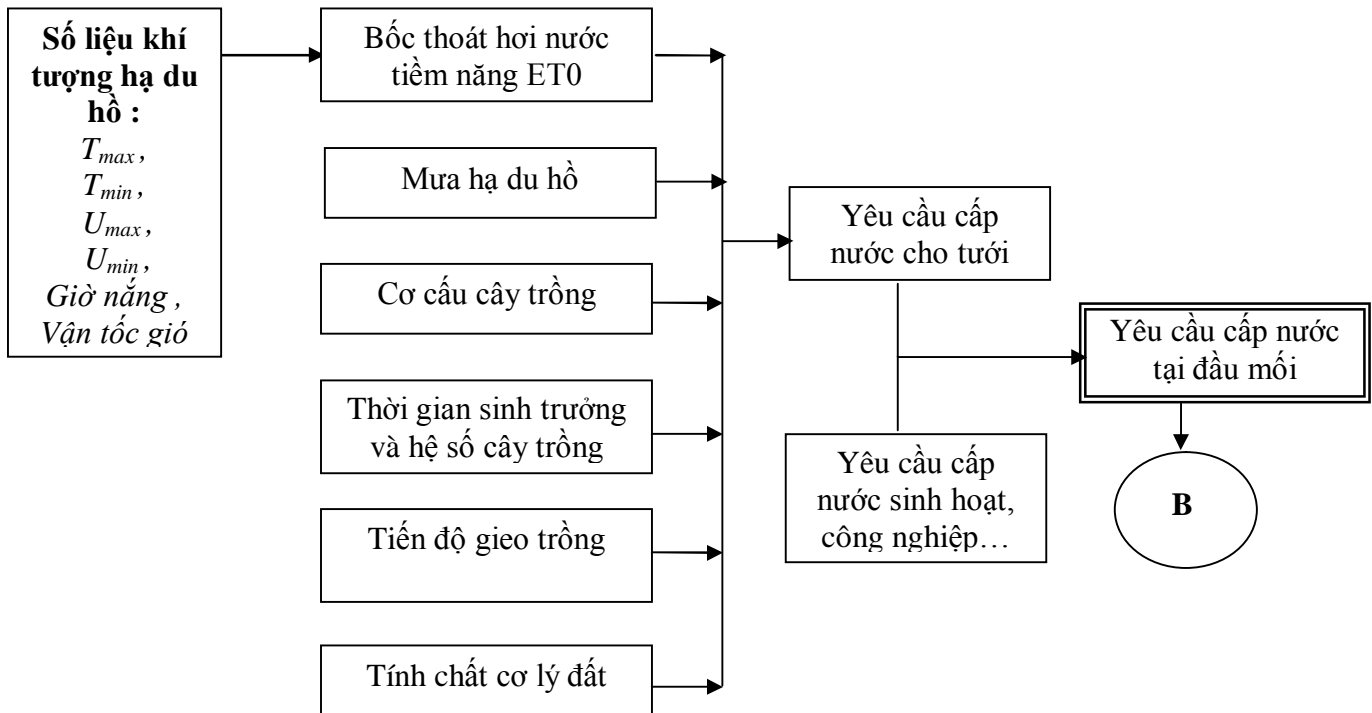 Số liệu khí
tượng hạ du
hồ :
Tmax ,
Tmin ,
Umax ,
Umin ,
Giờ nắng ,
Vận tốc gió
Bốc thoát hơi nước
tiềm năng ET0
Mưa hạ du hồ
Cơ cấu cây trồng
Thời gian sinh trưởng
và hệ số cây trồng
Tiến độ gieo trồng
Tính chất cơ lý đất
Yêu cầu cấp
nước cho tưới
Yêu cầu cấp
nước sinh hoạt,
công nghiệp…
Yêu cầu cấp nước
tại đầu mối
B